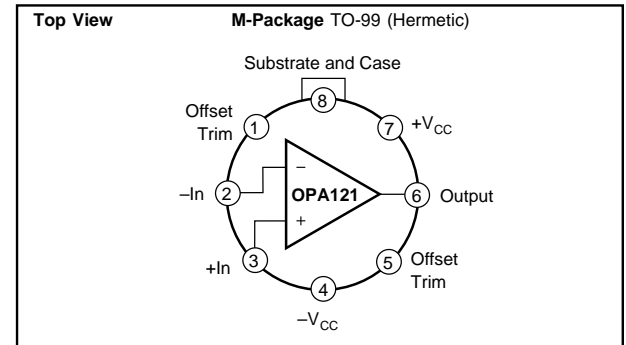 Top View
M-Package TO-99 (Hermetic)
Substrate and Case
8
Offset
Trim
1
7
+VCC
–In
2
–
OPA121
6
Output
+
+In
3
5
Offset
Trim
4
–VCC